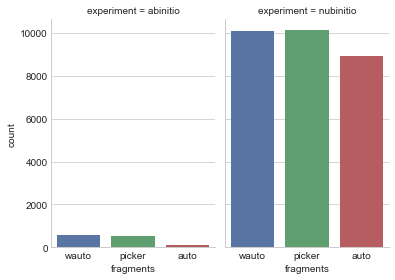 experiment = abinitio
experiment = nubinitio
count
10000
8000
6000
4000
2000
0
wauto picker auto
fragments
wauto picker auto
fragments